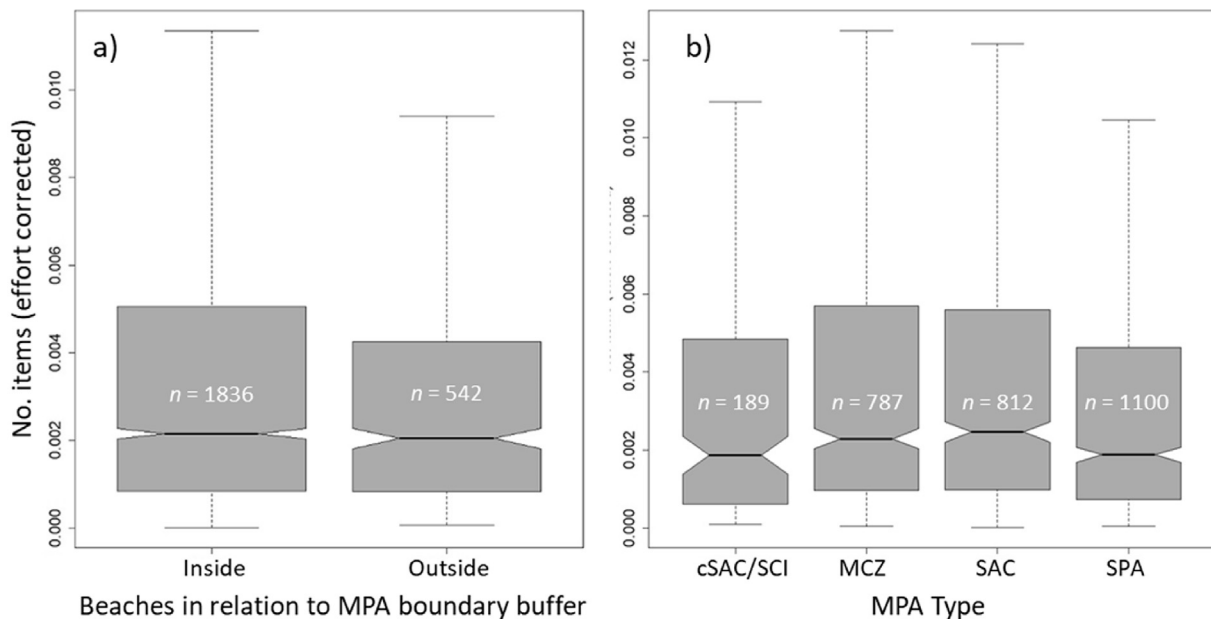 a)
No. items (effort corrected)
0.010
0.008
0.006
0.004
0.002
0.000
n = 1836
n = 542
Inside
Outside
Beaches in relation to MPA boundary buffer
b)
0.012
0.010
0.008
0.006
0.004
0.002
0.000
n = 189
n = 787
n = 812
n = 1100
cSAC/SCI
MCZ
SAC
SPA
MPA Type